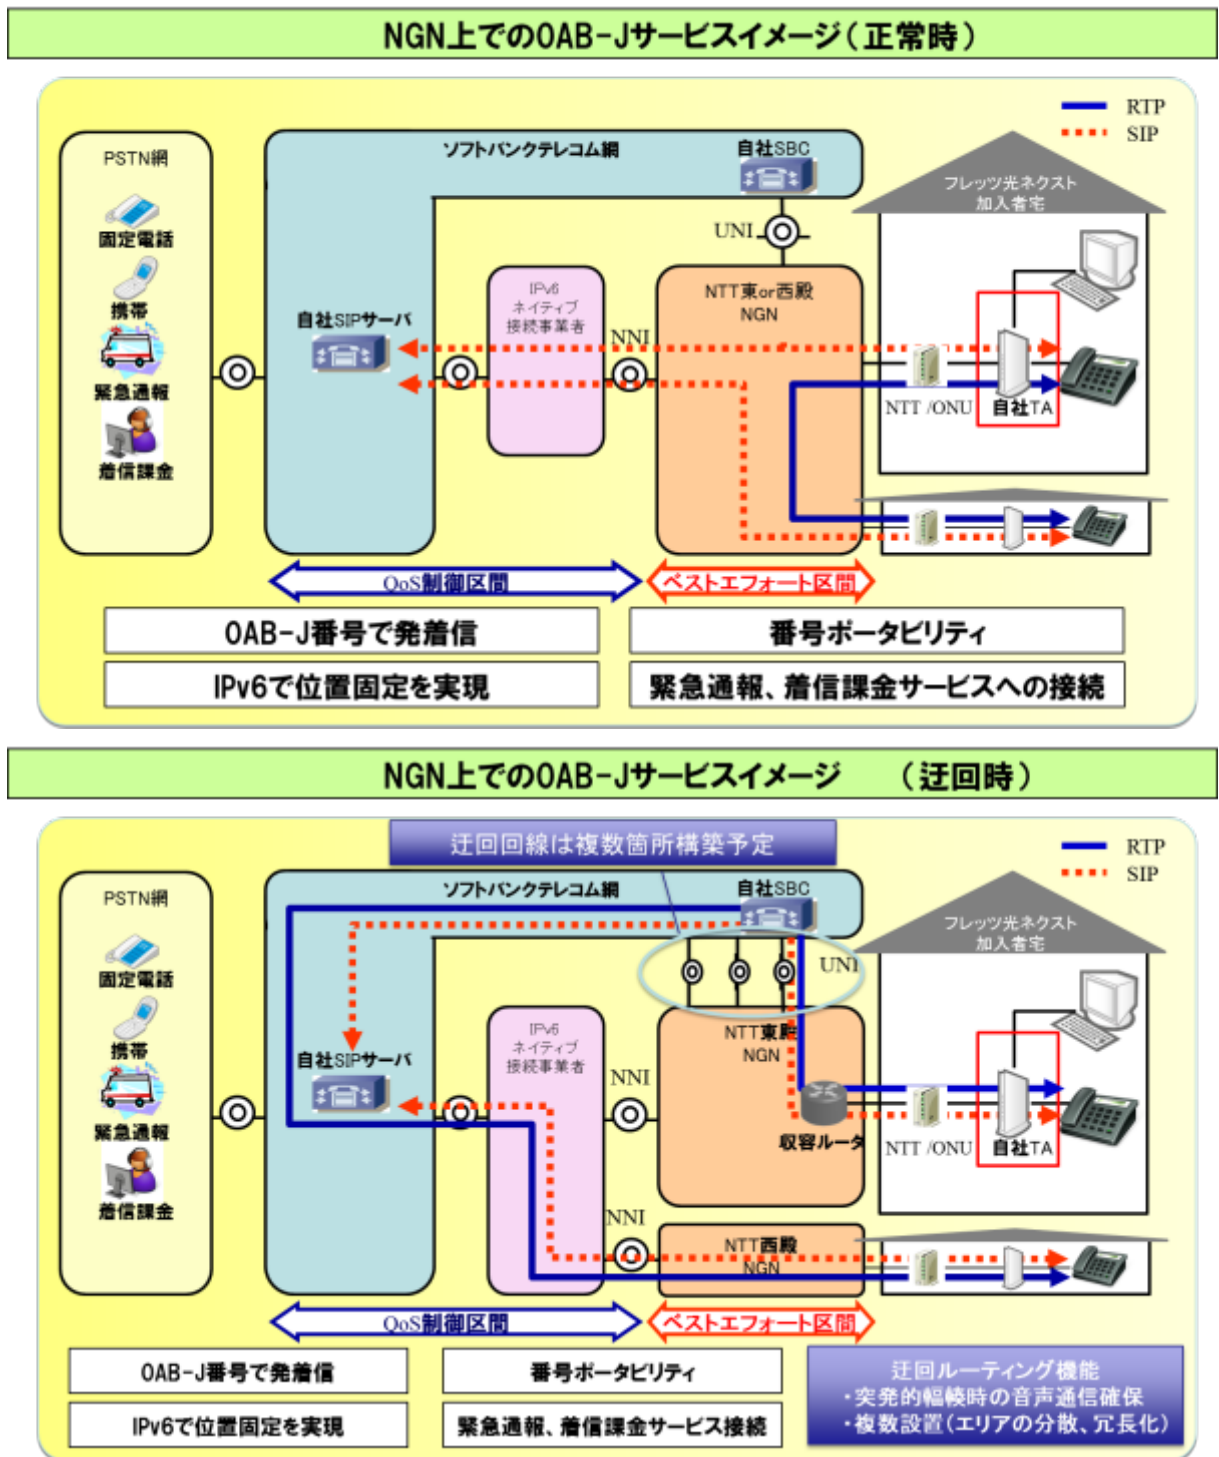 NGN上での0AB-Jサービスイメージ(正常時)
RTP
SIP
PSTN網
ソフトバンクテレコム網
自社SBC
フレッツ光ネクスト
加入者宅
固定電話
UNI
携帯
自社SIPサーバ
IPv6
ネイティブ
接続事業者
NNI
NTT東or西殿
NGN
緊急通報
着信課金
NTT /ONU
自社TA
QoS制御区間
ベストエフォート区間
0AB-J番号で発着信
番号ポータビリティ
IPv6で位置固定を実現
緊急通報、着信課金サービスへの接続
NGN上での0AB-Jサービスイメージ (迂回時)
迂回回線は複数箇所構築予定
RTP
SIP
PSTN網
ソフトバンクテレコム網
自社SBC
フレッツ光ネクスト
加入者宅
固定電話
UNI
携帯
自社SIPサーバ
IPv6
ネイティブ
接続事業者
NNI
NTT東殿
NGN
緊急通報
収容ルータ
NTT /ONU
自社TA
着信課金
NNI
NTT西殿
NGN
QoS制御区間
ベストエフォート区間
0AB-J番号で発着信
番号ポータビリティ
IPv6で位置固定を実現
緊急通報、着信課金サービス接続
迂回ルーティング機能
・突発的輻輳時の音声通信確保
・複数設置(エリアの分散、冗長化)